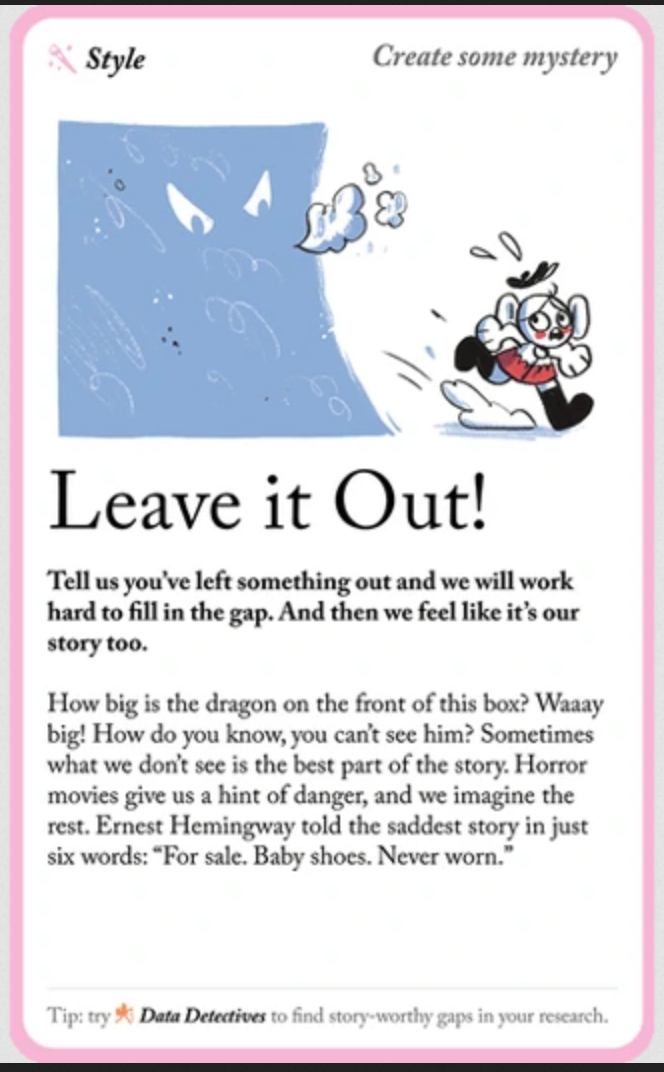 Style
Create some mystery
Leave it Out!
Tell us you’ve left something out and we will work
hard to fill in the gap. And then we feel like it’s our
story too.
How big is the dragon on the front of this box? Waaay
big! How do you know, you can’t see him? Sometimes
what we don’t see is the best part of the story. Horror
movies give us a hint of danger, and we imagine the
rest. Ernest Hemingway told the saddest story in just
six words: “For sale. Baby shoes. Never worn.”
Tip: try Data Detectives to find story-worthy gaps in your research.